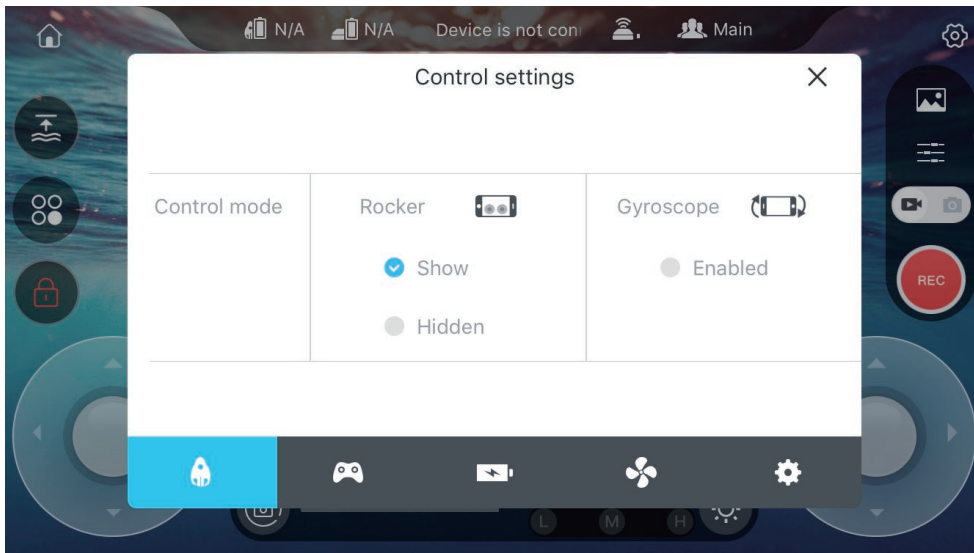 N/A
N/A
Device is not con
Main
Control settings
Control mode
Rocker
Gyroscope
Show
Enabled
Hidden
REC
L
M
H